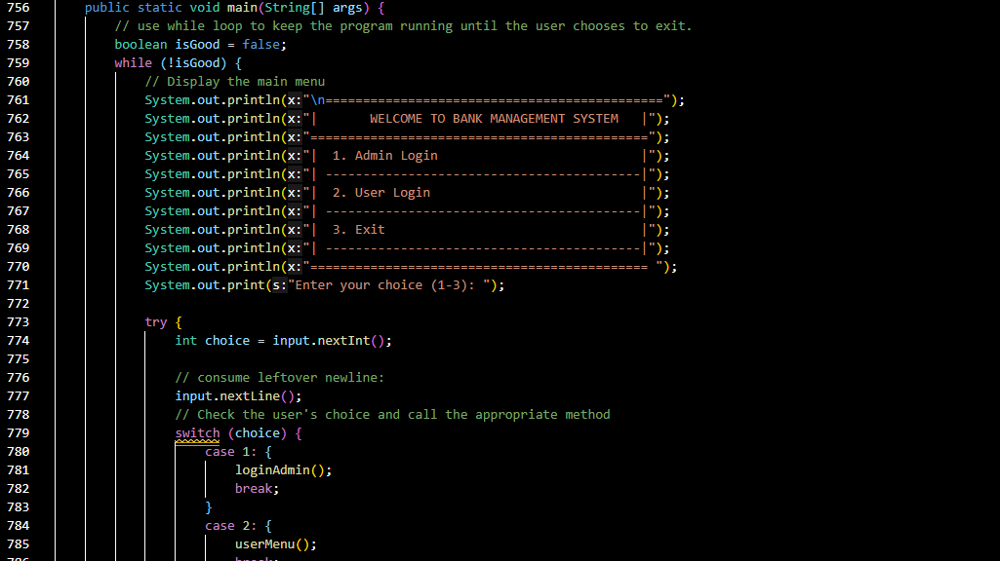 756 public static void main(String[] args) {
757 // use while loop to keep the program running until the user chooses to exit.
758 boolean isGood = false;
759 while (!isGood) {
760 // Display the main menu
761 System.out.println(x:"\n=============================================");
762 System.out.println(x:"|       WELCOME TO BANK MANAGEMENT SYSTEM   |");
763 System.out.println(x:"=============================================");
764 System.out.println(x:"|  1. Admin Login                           |");
765 System.out.println(x:"| ------------------------------------------|");
766 System.out.println(x:"|  2. User Login                            |");
767 System.out.println(x:"| ------------------------------------------|");
768 System.out.println(x:"|  3. Exit                                  |");
769 System.out.println(x:"| ------------------------------------------|");
770 System.out.println(x:"============================================= ");
771 System.out.print(s:"Enter your choice (1-3): ");
772
773 try {
774 int choice = input.nextInt();
775
776 // consume leftover newline:
777 input.nextLine();
778 // Check the user's choice and call the appropriate method
779 switch (choice) {
780 case 1: {
781 loginAdmin();
782 break;
783 }
784 case 2: {
785 userMenu();